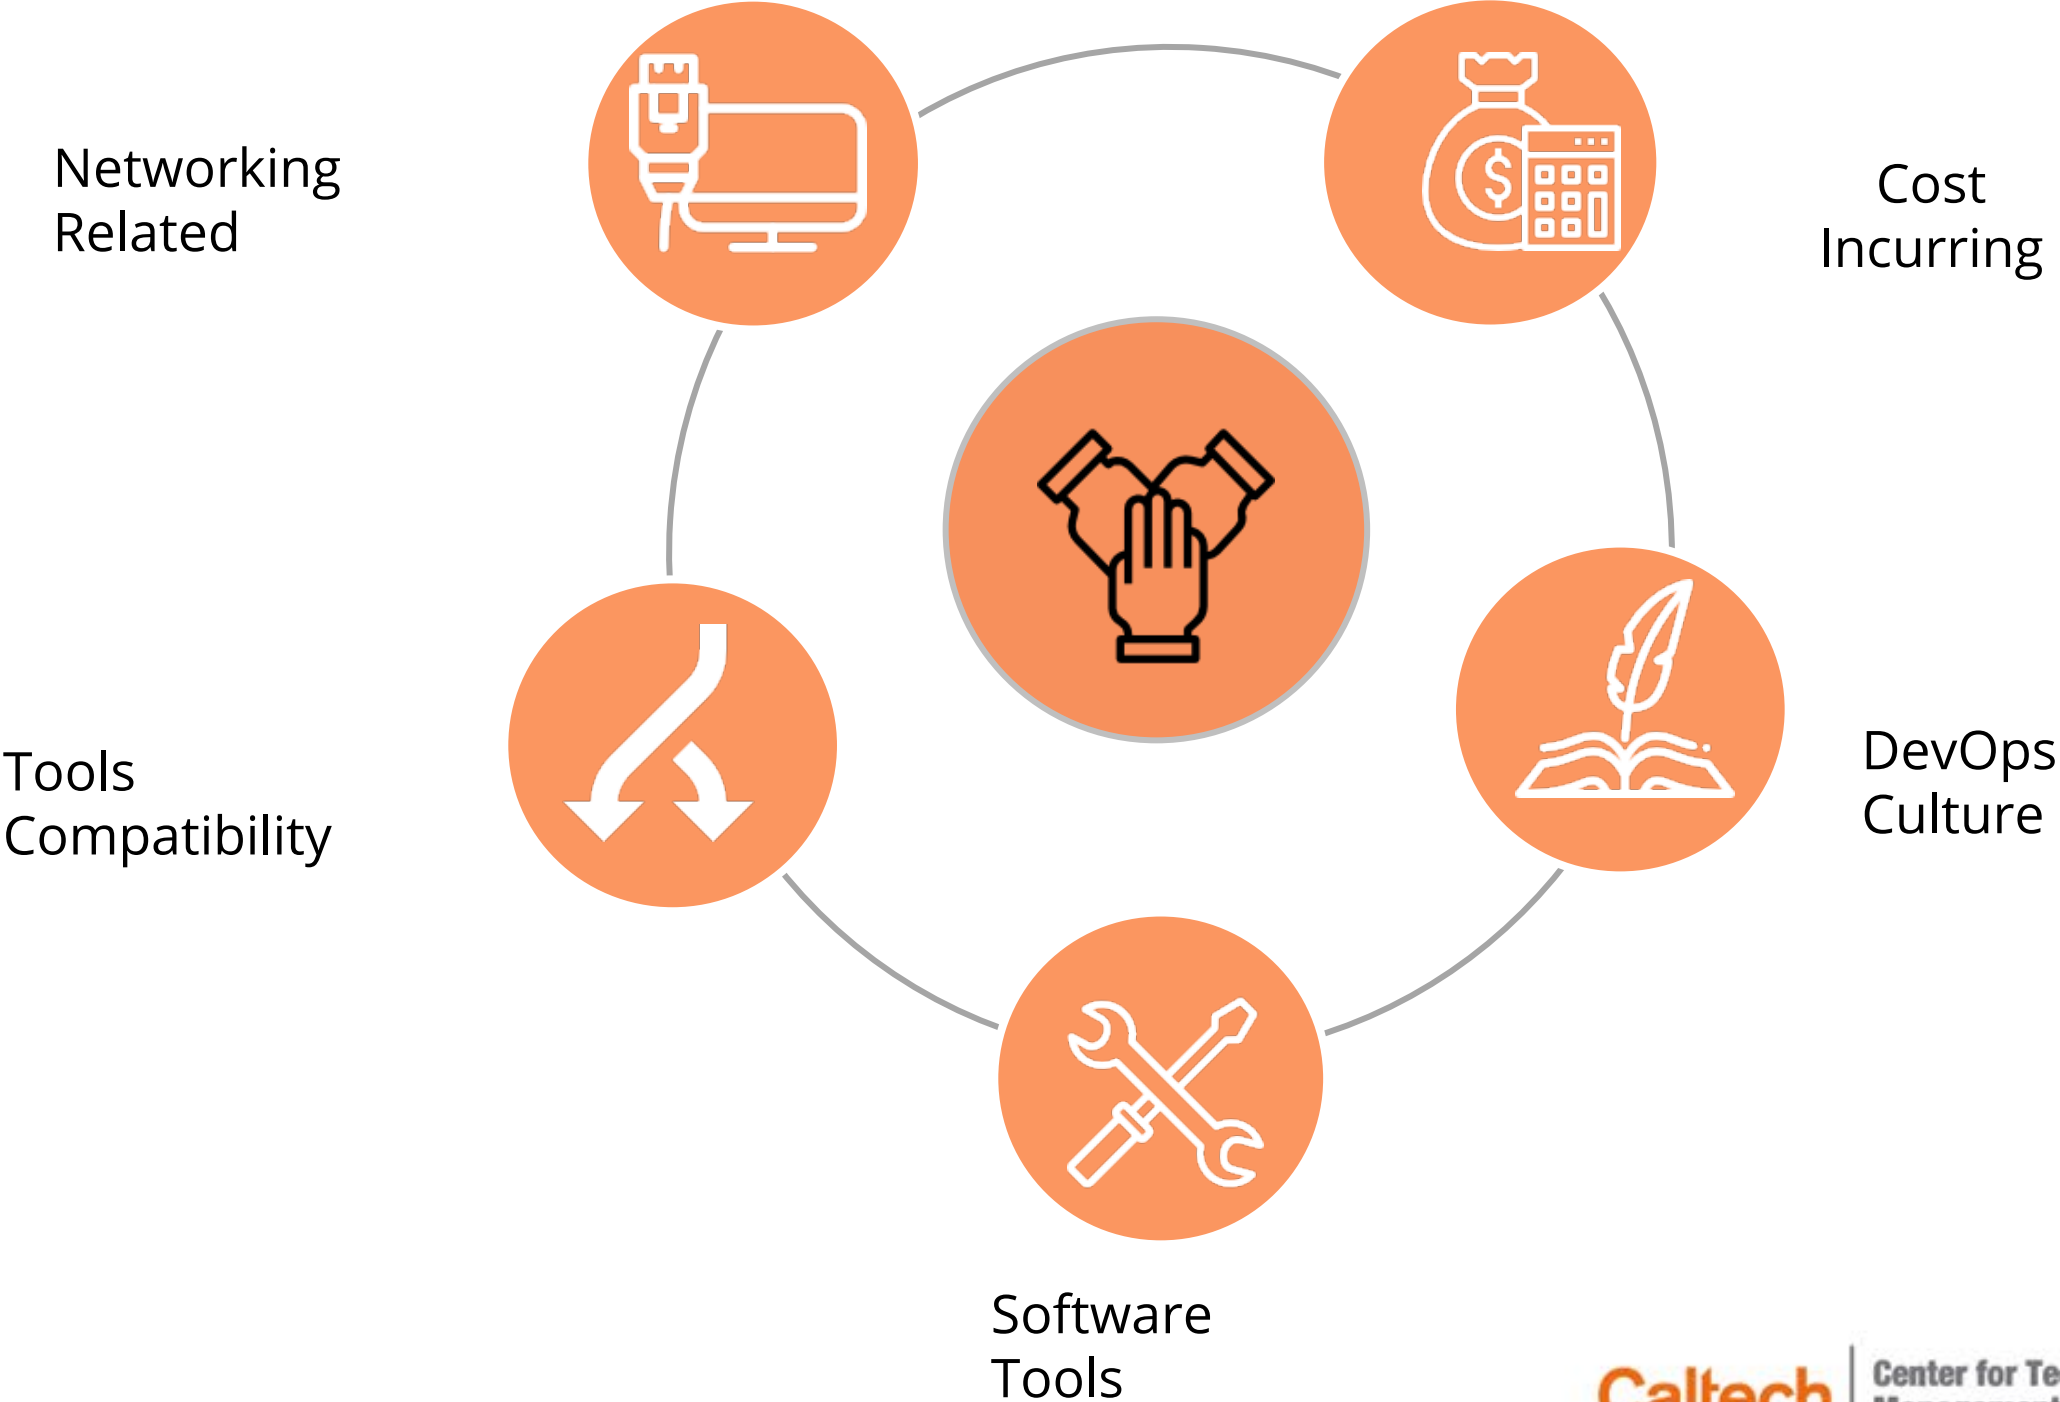 Networking
Related
Cost
Incurring
Tools
Compatibility
DevOps
Culture
Software
Tools
Caltech
Center for Te